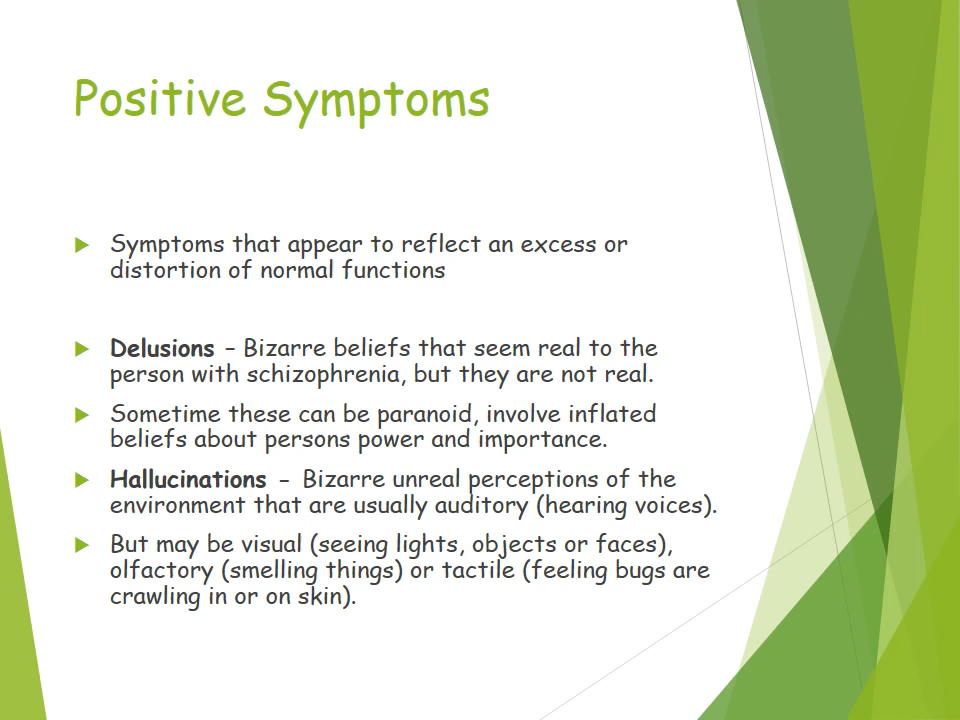 Positive Symptoms
Symptoms that appear to reflect an excess or
distortion of normal functions
Delusions – Bizarre beliefs that seem real to the
person with schizophrenia, but they are not real.
Sometime these can be paranoid, involve inflated
beliefs about persons power and importance.
Hallucinations – Bizarre unreal perceptions of the
environment that are usually auditory (hearing voices).
But may be visual (seeing lights, objects or faces),
olfactory (smelling things) or tactile (feeling bugs are
crawling in or on skin).